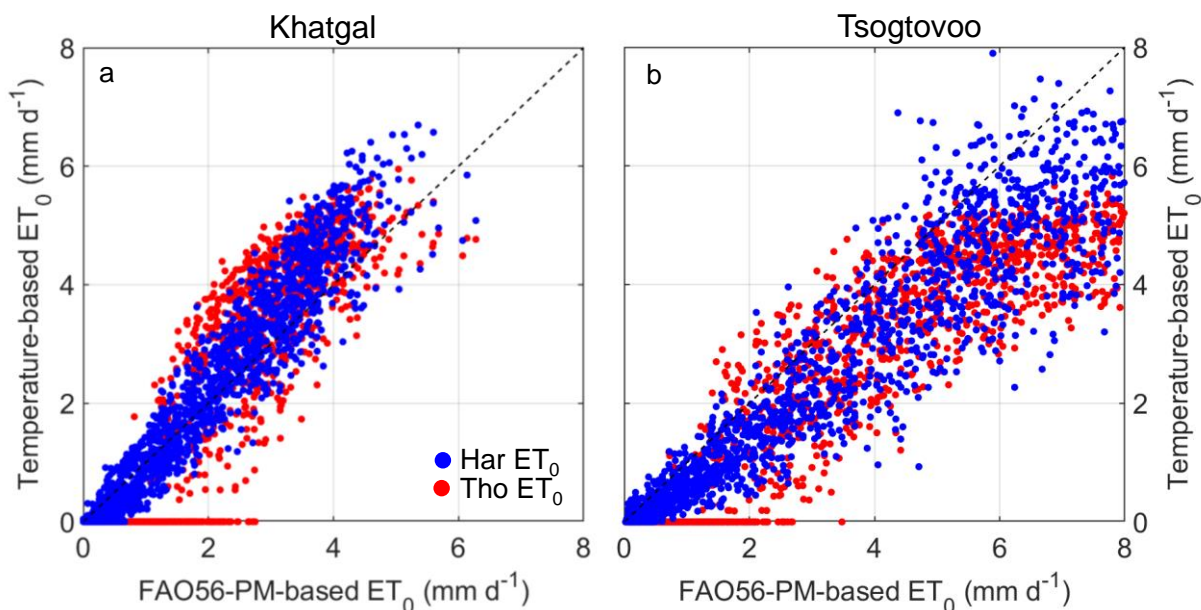 Khatgal
Tsogtovoo
a
b
8
6
4
2
0
Temperature-based ET0 (mm d-1)
Har ET0
Tho ET0
0 2 4 6 8
FAO56-PM-based ET0 (mm d-1)
0 2 4 6 8
FAO56-PM-based ET0 (mm d-1)
8
6
4
2
0
Temperature-based ET0 (mm d-1)